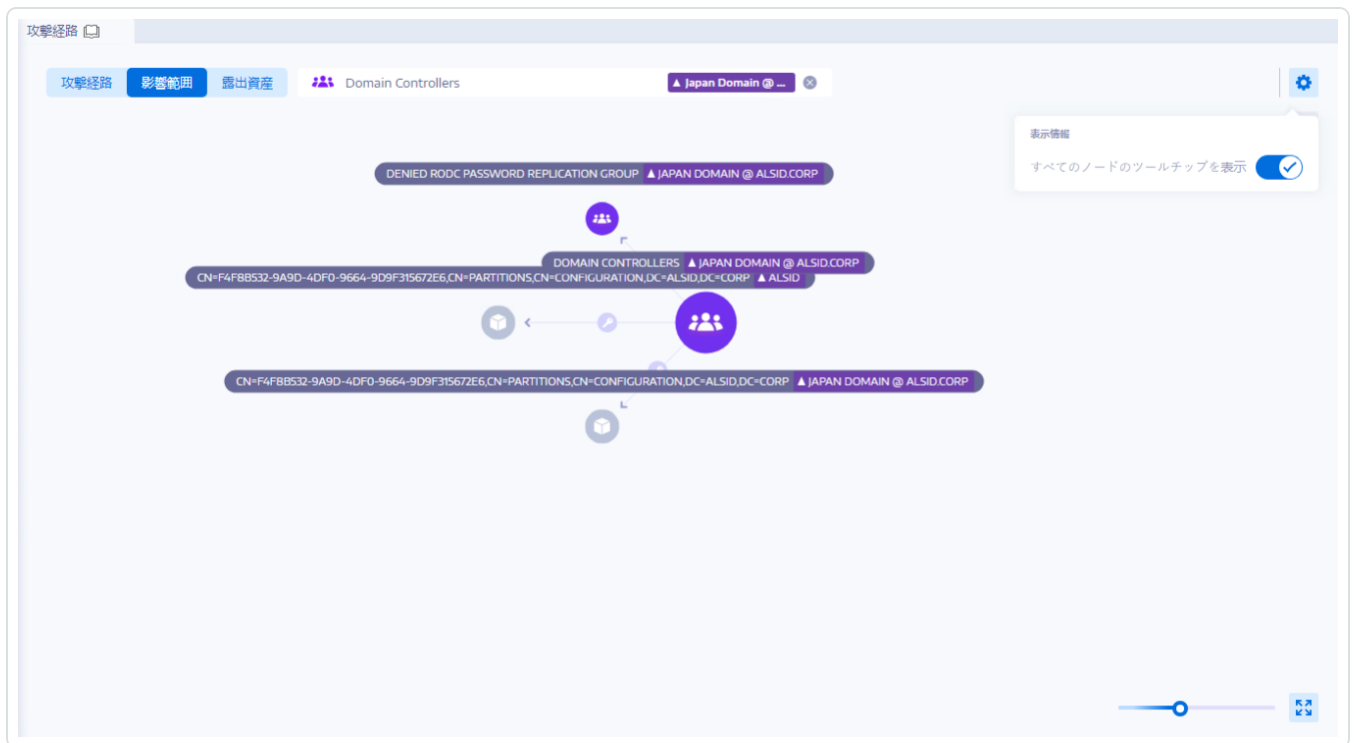 攻撃経路
攻撃経路 影響範囲 露出資産 Domain Controllers Japan Domain @ ...
表示情報
すべてのノードのツールチップを表示
DENIED RODC PASSWORD REPLICATION GROUP JAPAN DOMAIN @ ALSID.CORP
DOMAIN CONTROLLERS JAPAN DOMAIN @ ALSID.CORP
CN=F4F8B532-9A9D-4DF0-9664-9D9F315672E6,CN=PARTITIONS,CN=CONFIGURATION,DC=ALSID,DC=CORP ALSID
CN=F4F8B532-9A9D-4DF0-9664-9D9F315672E6,CN=PARTITIONS,CN=CONFIGURATION,DC=ALSID,DC=CORP JAPAN DOMAIN @ ALSID.CORP